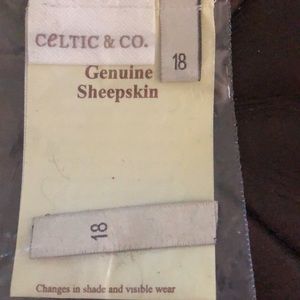 CeLTIC & CO.
18
Genuine
Sheepskin
18
Changes in shade and visible wear